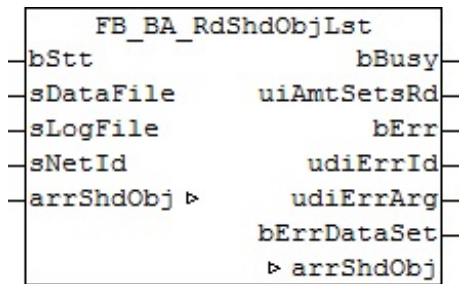 FB_BA_RdShdObjLst
bStt bBusy
sDataFile uiAmtSetsRd
sLogFile bErr
sNetId udiErrId
arrShdObj ▷ udiErrArg
bErrDataSet
▷ arrShdObj